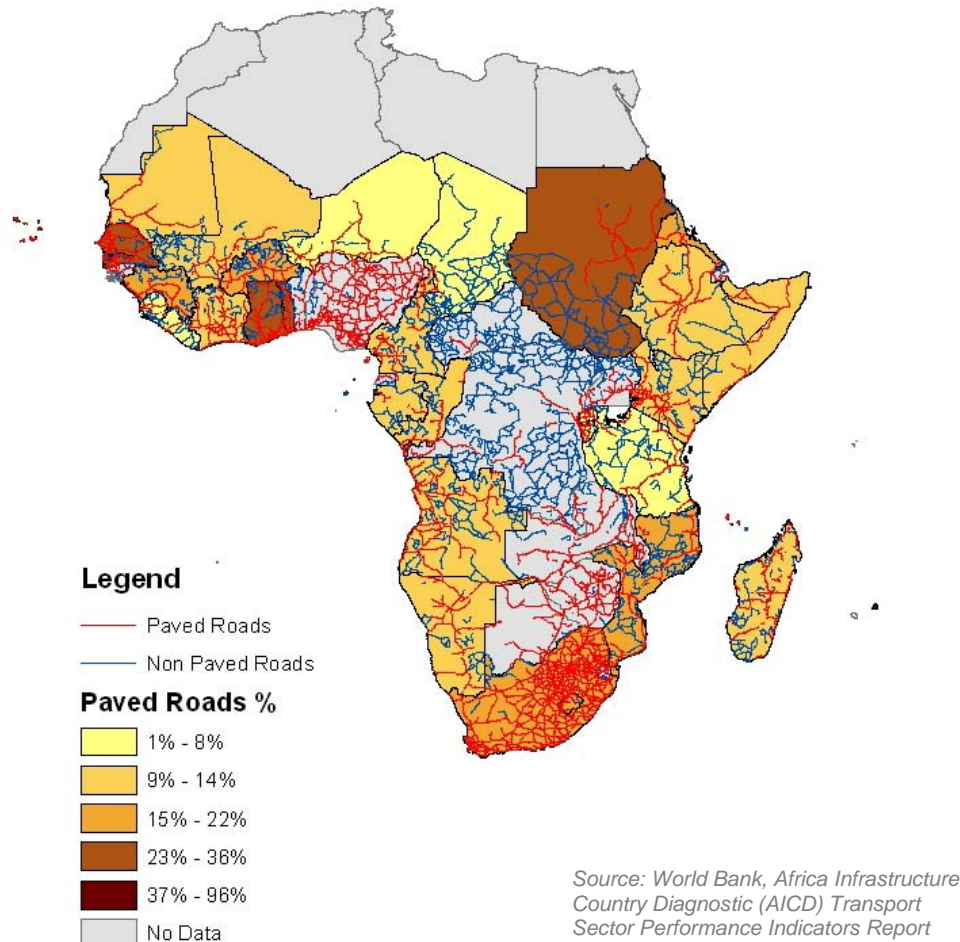 Legend
Paved Roads
Non Paved Roads
Paved Roads %
1% - 8%
9% - 14%
15% - 22%
23% - 36%
37% - 96%
No Data
Source: World Bank, Africa Infrastructure
Country Diagnostic (AICD) Transport
Sector Performance Indicators Report